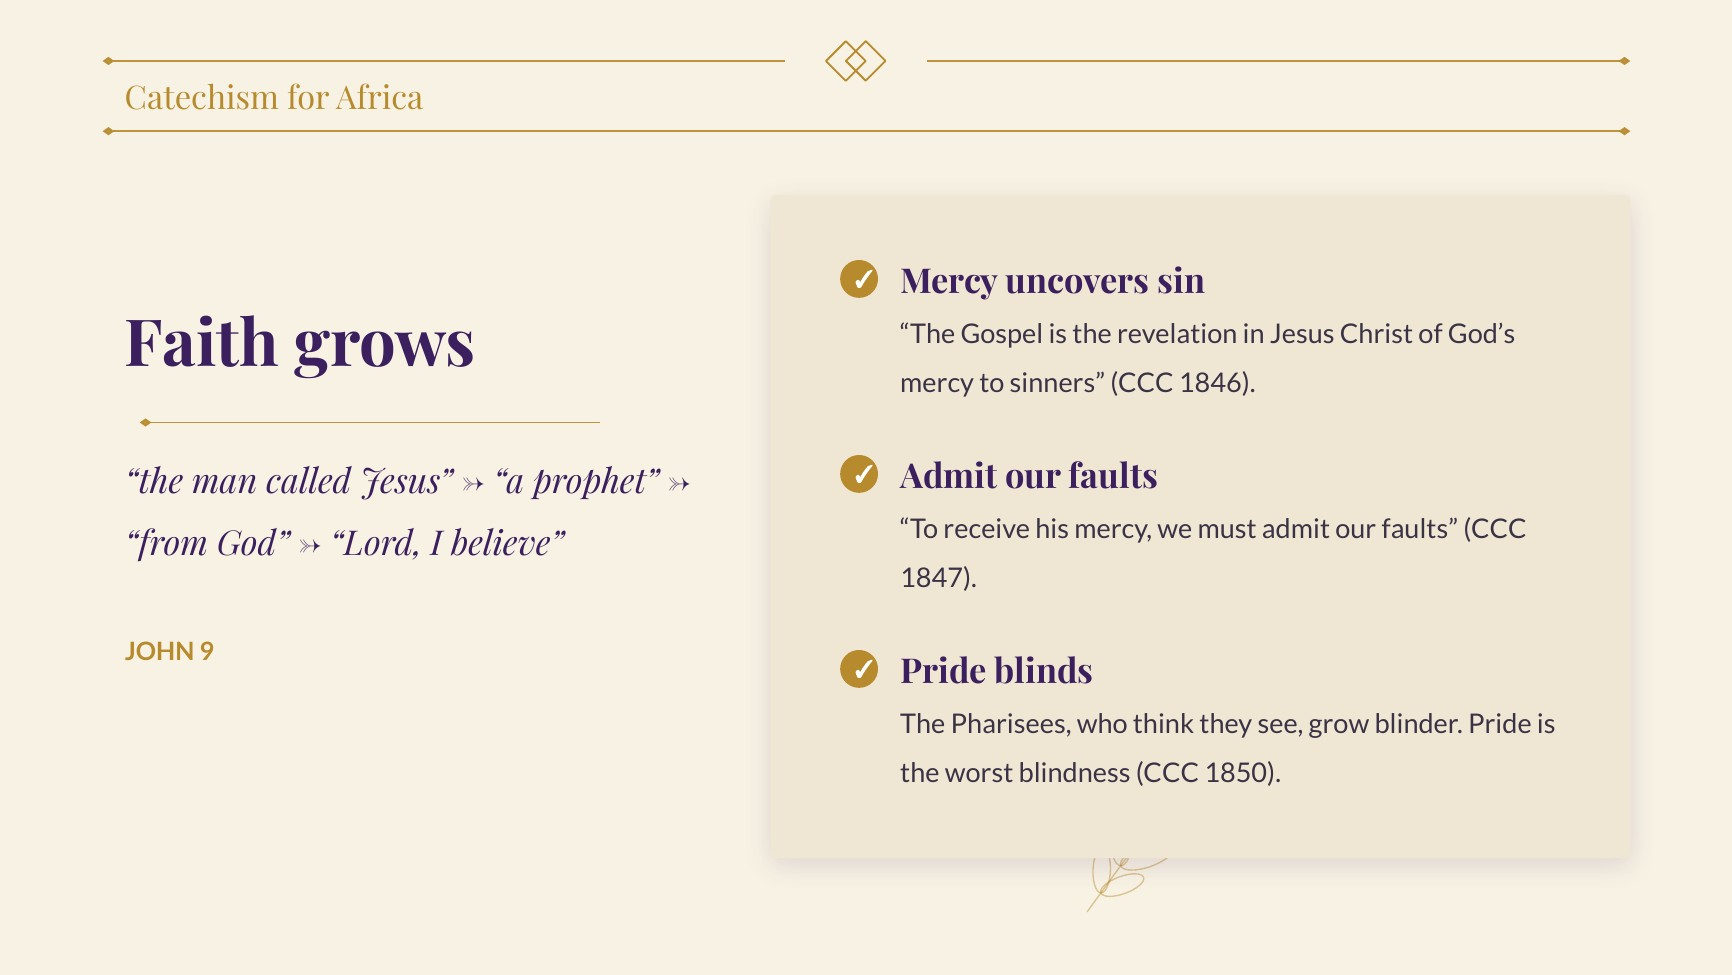 Catechism for Africa
Faith grows
“the man called Jesus” ➳ “a prophet” ➳
“from God” ➳ “Lord, I believe”
JOHN 9
Mercy uncovers sin
“The Gospel is the revelation in Jesus Christ of God’s
mercy to sinners” (CCC 1846).
Admit our faults
“To receive his mercy, we must admit our faults” (CCC
1847).
Pride blinds
The Pharisees, who think they see, grow blinder. Pride is
the worst blindness (CCC 1850).